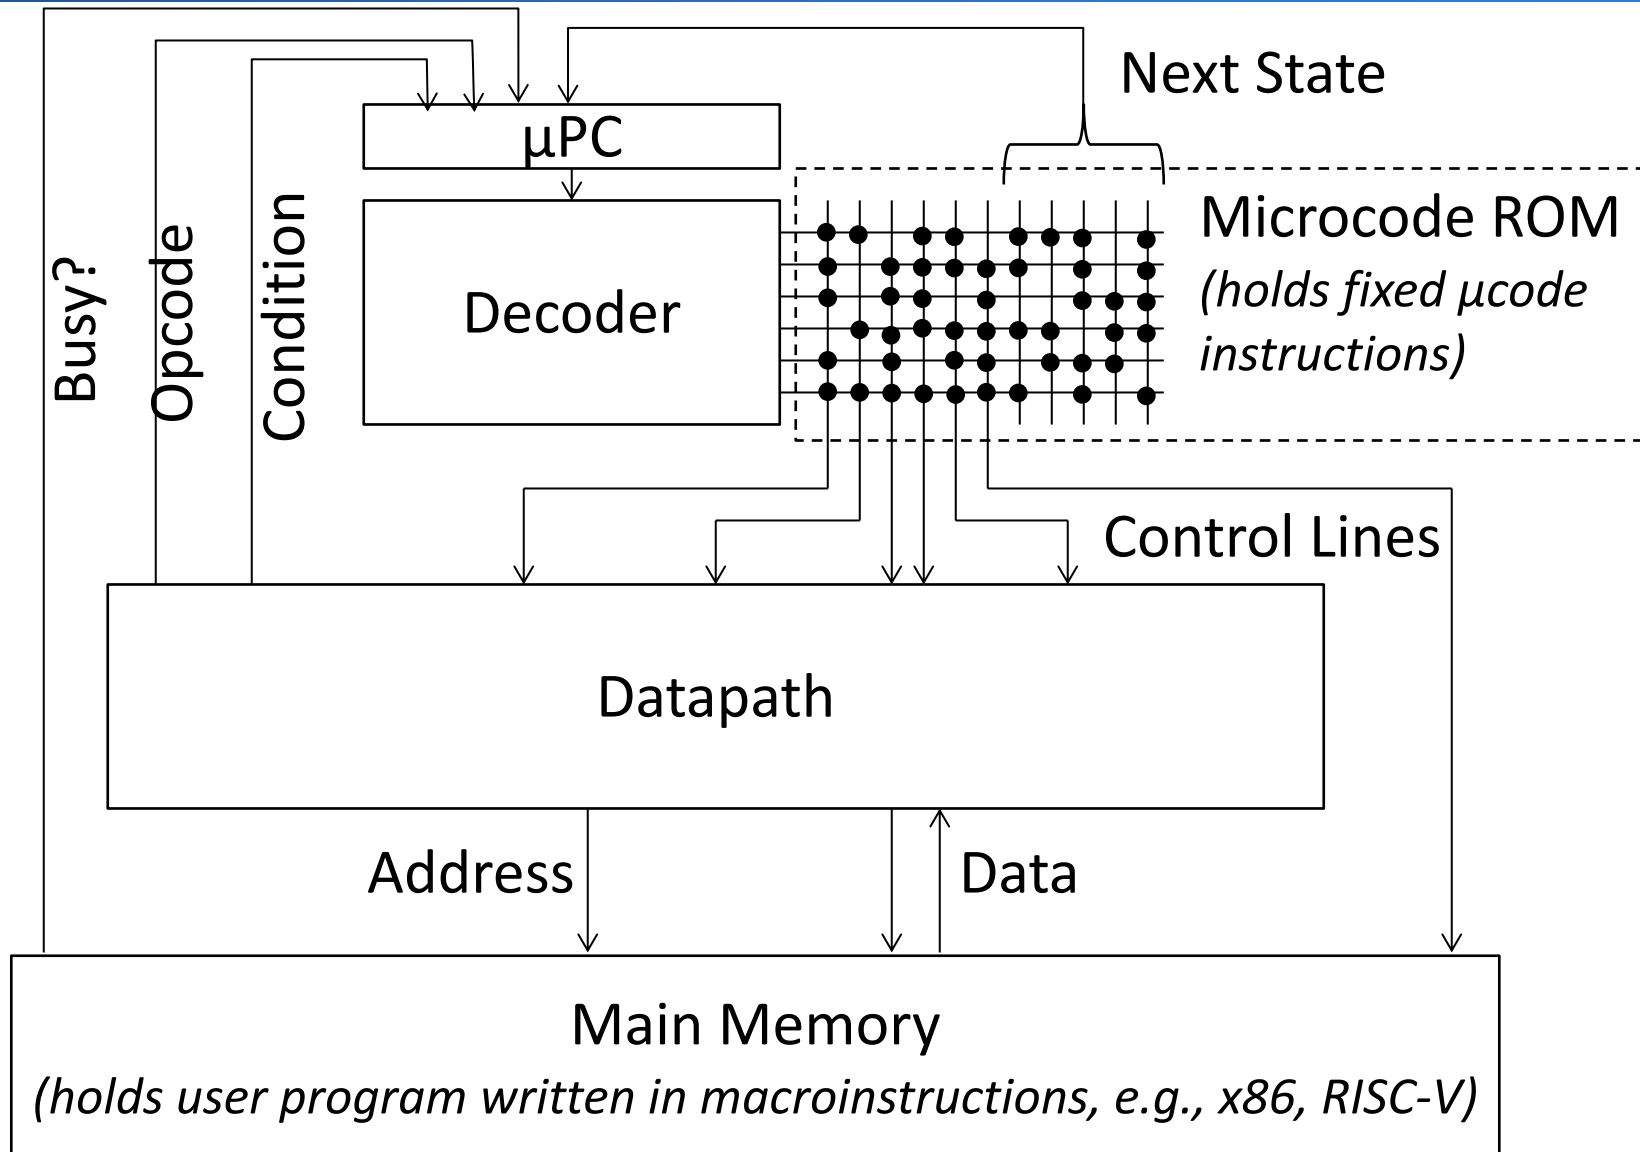 Next State
µPC
Microcode ROM
(holds fixed µcode
instructions)
Decoder
Busy?
Opcode
Condition
Control Lines
Datapath
Address
Data
Main Memory
(holds user program written in macroinstructions, e.g., x86, RISC-V)